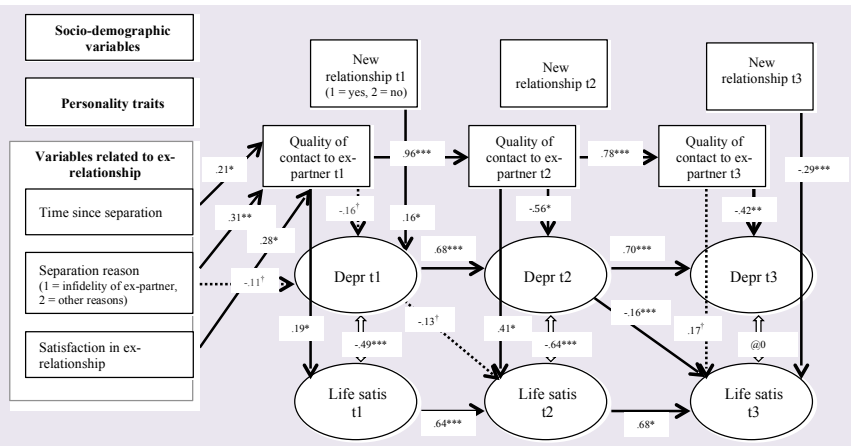 Socio-demographic
variables
Personality traits
Variables related to ex-
relationship
Time since separation
Separation reason
(1 = infidelity of ex-partner,
2 = other reasons)
Satisfaction in ex-
relationship
New
relationship t1
(1 = yes, 2 = no)
New
relationship t2
New
relationship t3
Quality of
contact to ex-
partner t1
.96***
Quality of
contact to ex-
partner t2
.78***
Quality of
contact to ex-
partner t3
-.29***
.21*
.31**
.28*
-.11†
-.16†
.16*
-.56*
-.42**
Depr t1
.68***
Depr t2
.70***
Depr t3
.19*
-.49***
-.13†
.41*
-.64***
-.16***
.17†
@0
Life satis
t1
.64***
Life satis
t2
.68*
Life satis
t3